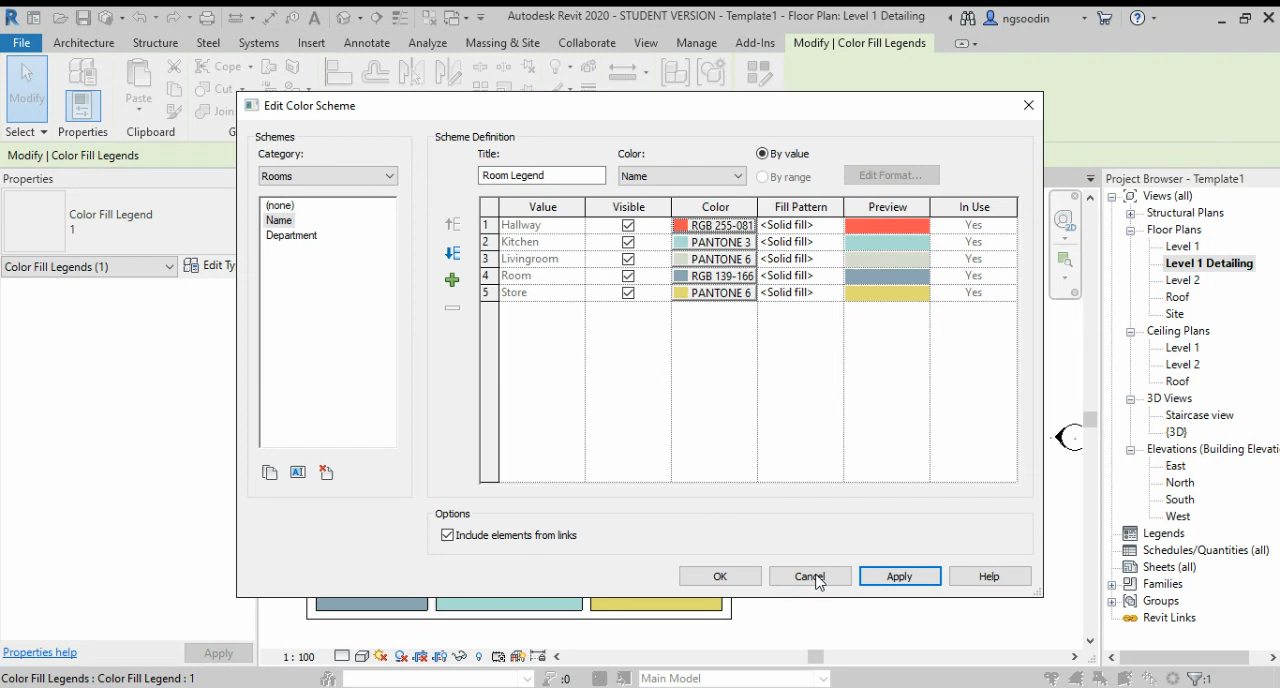 Autodesk Revit 2020 - STUDENT VERSION - Template1 - Floor Plan: Level 1 Detailing
ngsoodin
File
Architecture
Structure
Steel
Systems
Insert
Annotate
Analyze
Massing & Site
Collaborate
View
Manage
Add-Ins
Modify | Color Fill Legends
Modify
Paste
Cope
Cut
Join
Select
Properties
Clipboard
G
Modify | Color Fill Legends
Properties
Color Fill Legend
1
Color Fill Legends (1)
Edit Ty
Properties help
Apply
Edit Color Scheme
Schemes
Category:
Rooms
(none)
Name
Department
Scheme Definition
Title:
Room Legend
Color:
Name
By value
By range
Edit Format...
Value Visible Color Fill Pattern Preview In Use
1 Hallway RGB 255-081 <Solid fill> Yes
2 Kitchen PANTONE 3 <Solid fill> Yes
3 Livingroom PANTONE 6 <Solid fill> Yes
4 Room RGB 139-166 <Solid fill> Yes
5 Store PANTONE 6 <Solid fill> Yes
Options
Include elements from links
OK
Cancel
Apply
Help
Project Browser - Template1
Views (all)
Structural Plans
Floor Plans
Level 1
Level 1 Detailing
Level 2
Roof
Site
Ceiling Plans
Level 1
Level 2
Roof
3D Views
Staircase view
{3D}
Elevations (Building Elevati
East
North
South
West
Legends
Schedules/Quantities (all)
Sheets (all)
Families
Groups
Revit Links
2D
1 : 100
Color Fill Legends : Color Fill Legend : 1
:0
Main Model
:1